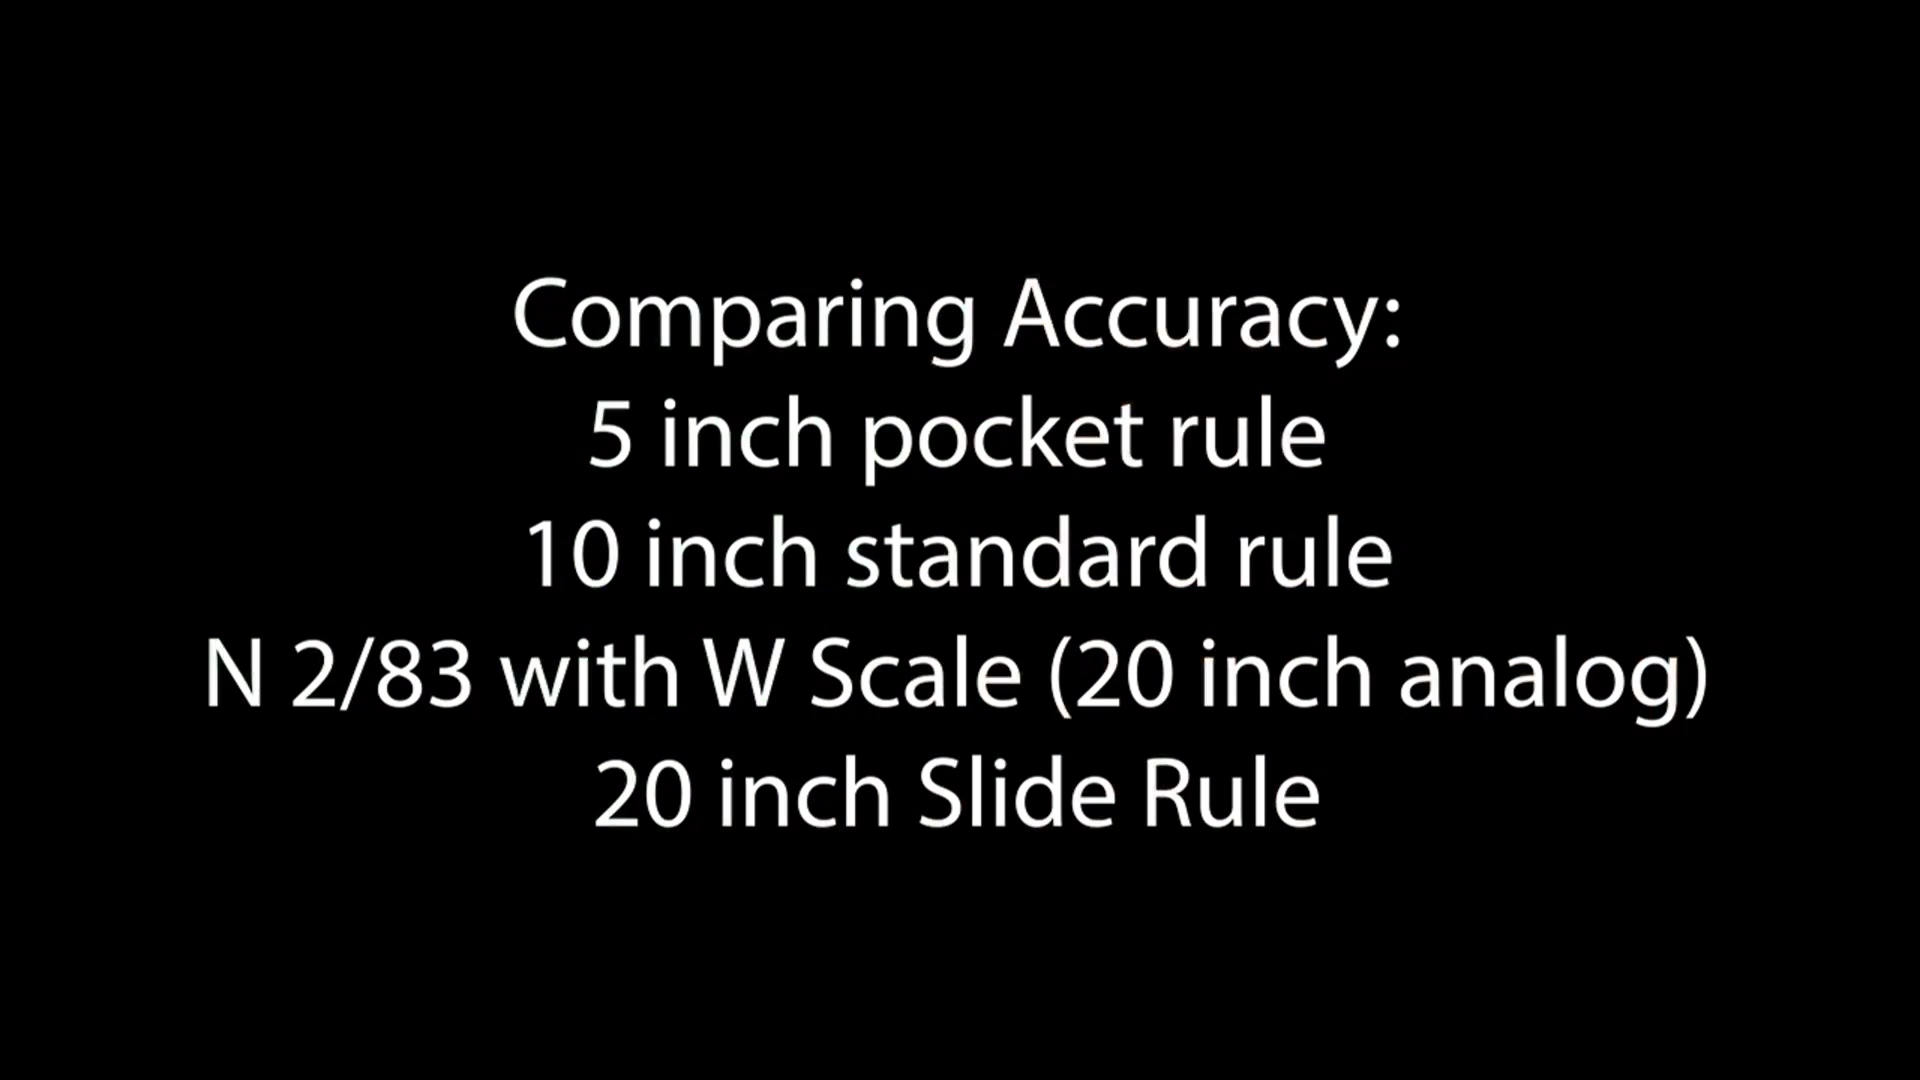 Comparing Accuracy:
5 inch pocket rule
10 inch standard rule
N 2/83 with W Scale (20 inch analog)
20 inch Slide Rule